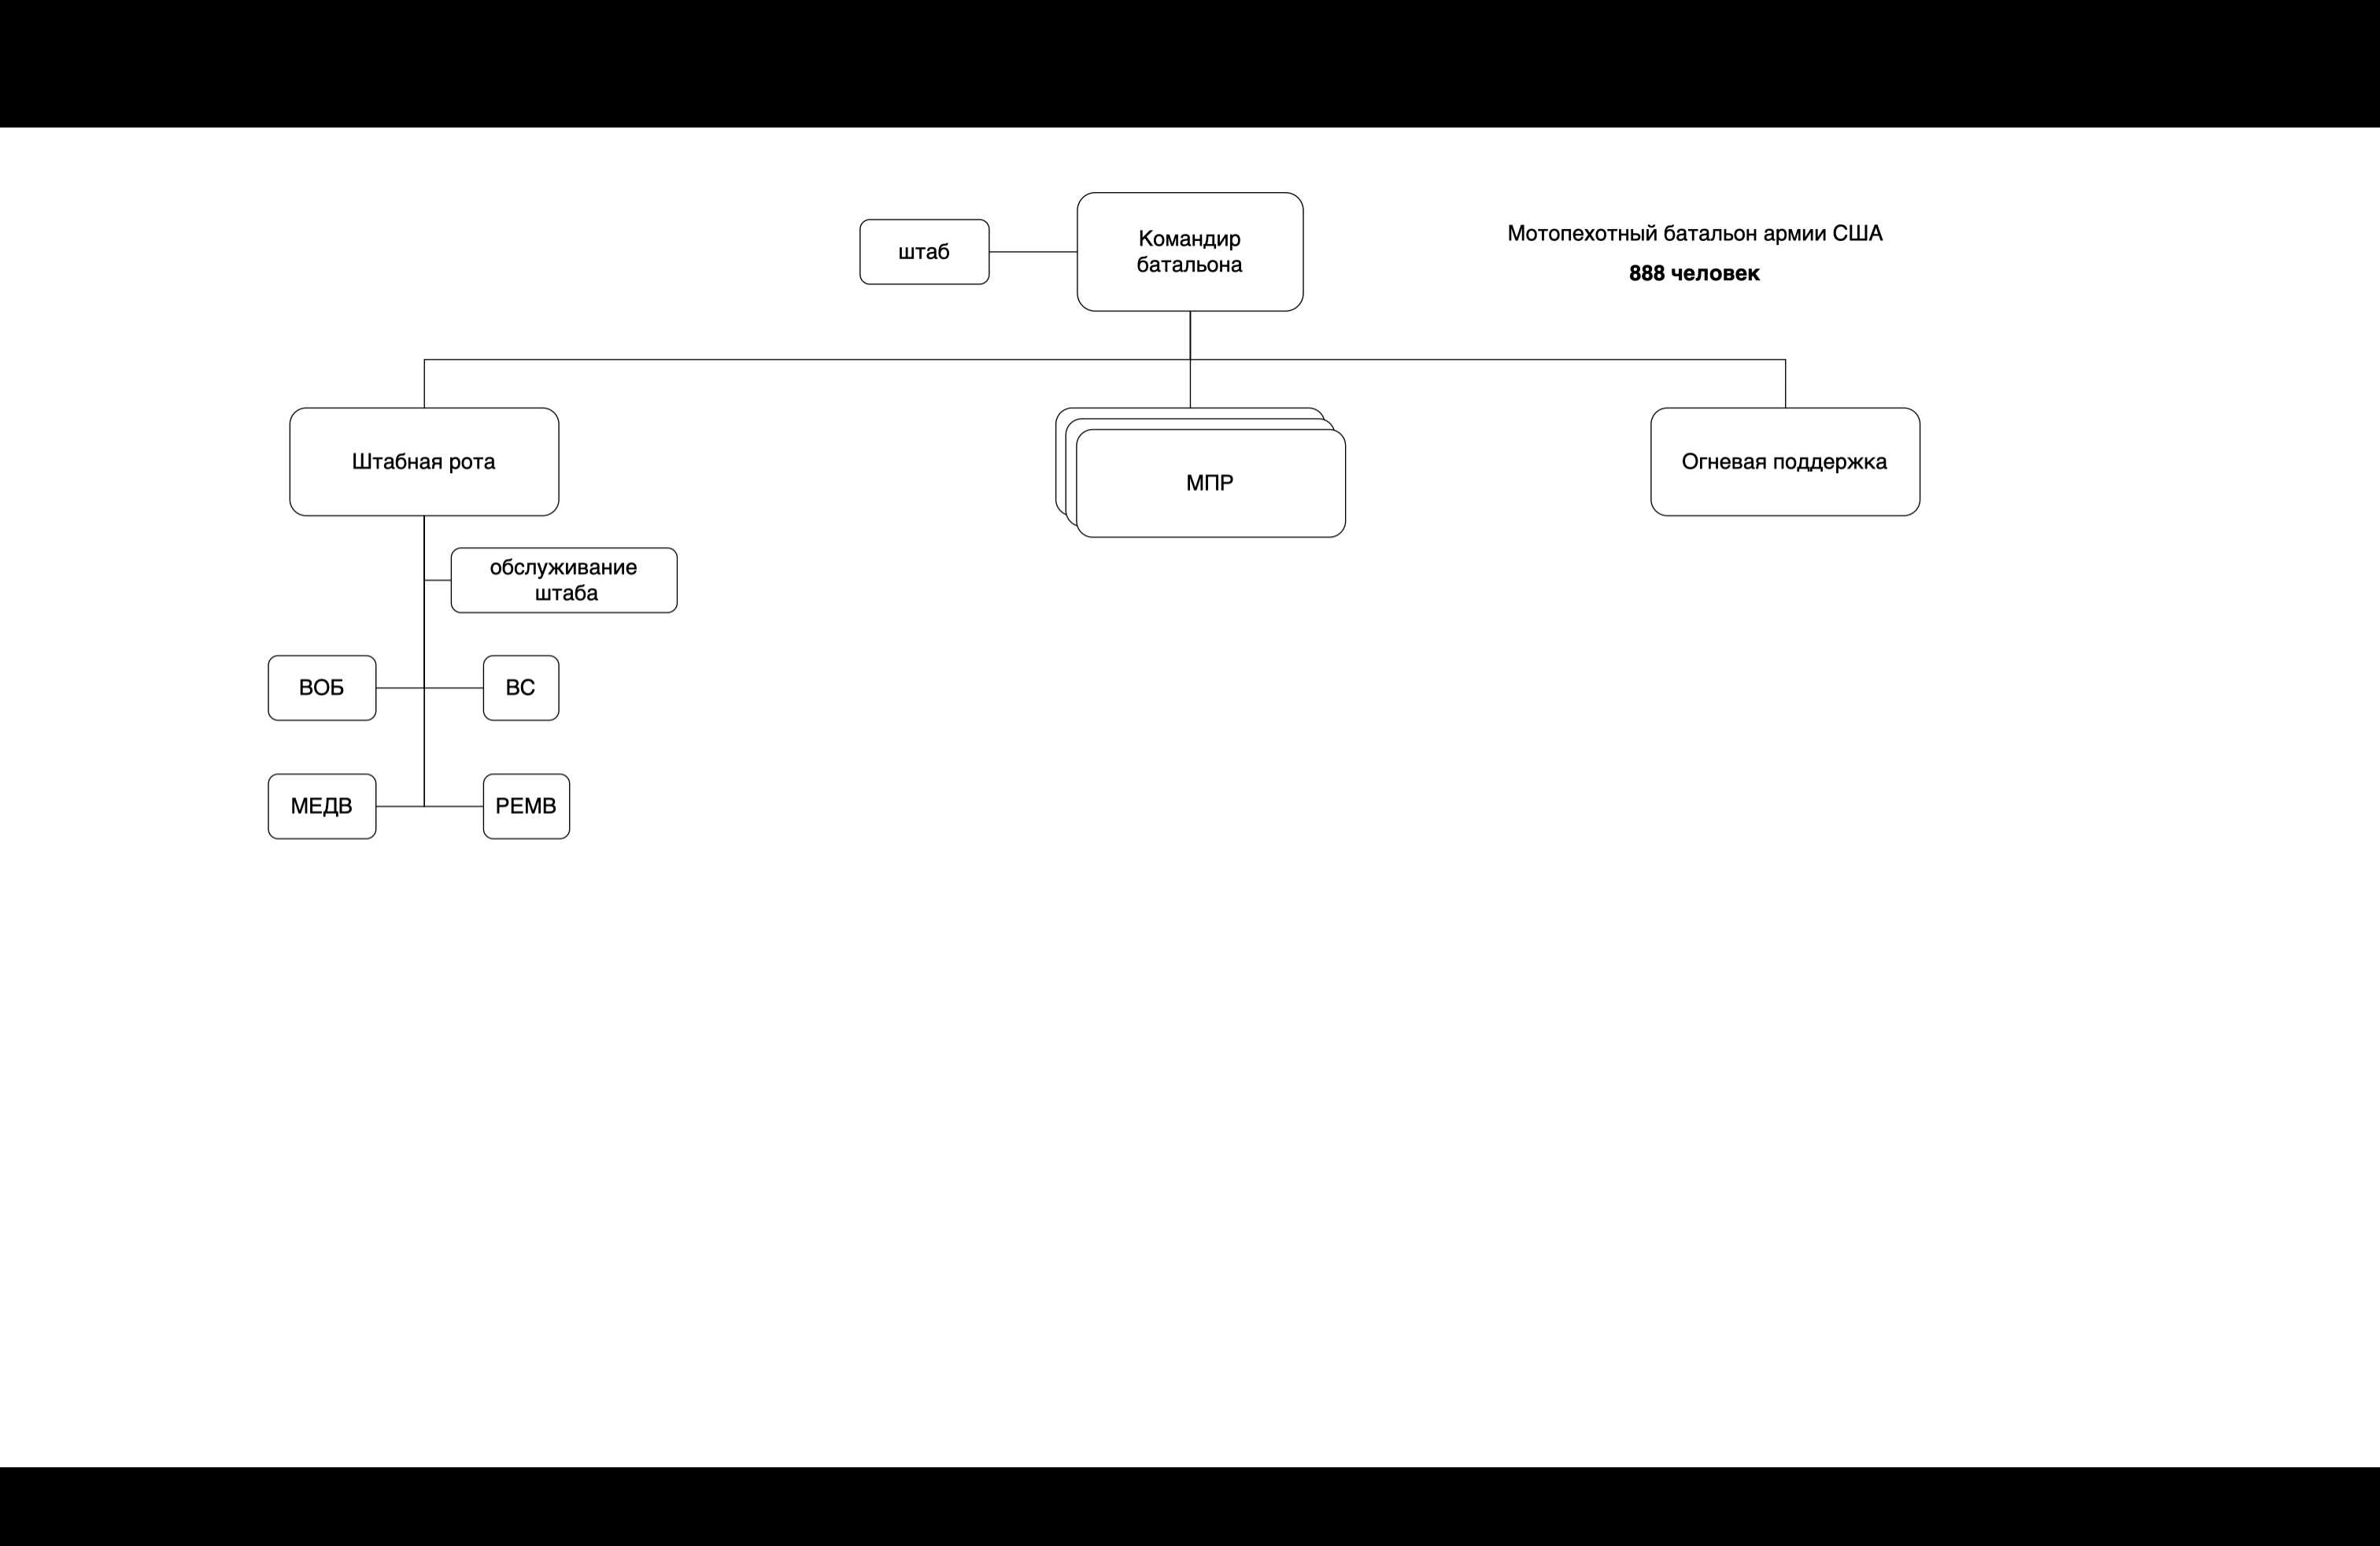 Командир
батальона
штаб
Мотопехотный батальон армии США
888 человек
Штабная рота
МПР
Огневая поддержка
обслуживание
штаба
ВОБ
ВС
МЕДВ
РЕМВ